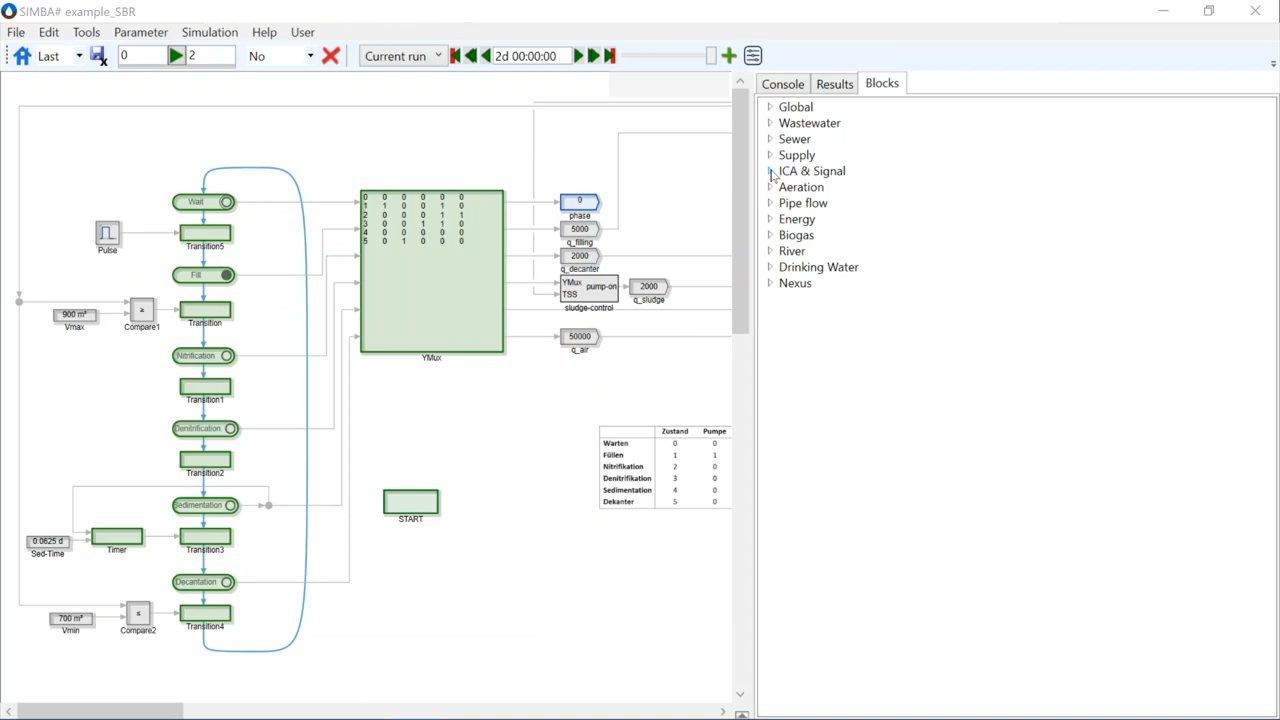 SIMBA# example_SBR
File Edit Tools Parameter Simulation Help User
Last 0 2 No Current run 2d 00:00:00
Console Results Blocks
Global
Wastewater
Sewer
Supply
ICA & Signal
Aeration
Pipe flow
Energy
Biogas
River
Drinking Water
Nexus
Wait
Pulse
Transition5
Fill
900 m³
Vmax
≥
Compare1
Transition
Nitrification
Transition1
Denitrification
Transition2
Sedimentation
0.0625 d
Sed-Time
Timer
Transition3
Decantation
700 m³
Vmin
≤
Compare2
Transition4
0 0 0 0 0 0
1 1 0 0 1 0
2 0 0 0 1 1
3 0 0 1 1 0
4 0 0 0 0 0
5 0 1 0 0 0
YMux
0
phase
5000
q_filling
2000
q_decanter
YMux pump-on
TSS
sludge-control
2000
q_sludge
50000
q_air
START
Zustand Pumpe
Warten 0 0
Füllen 1 1
Nitrifikation 2 0
Denitrifikation 3 0
Sedimentation 4 0
Dekanter 5 0